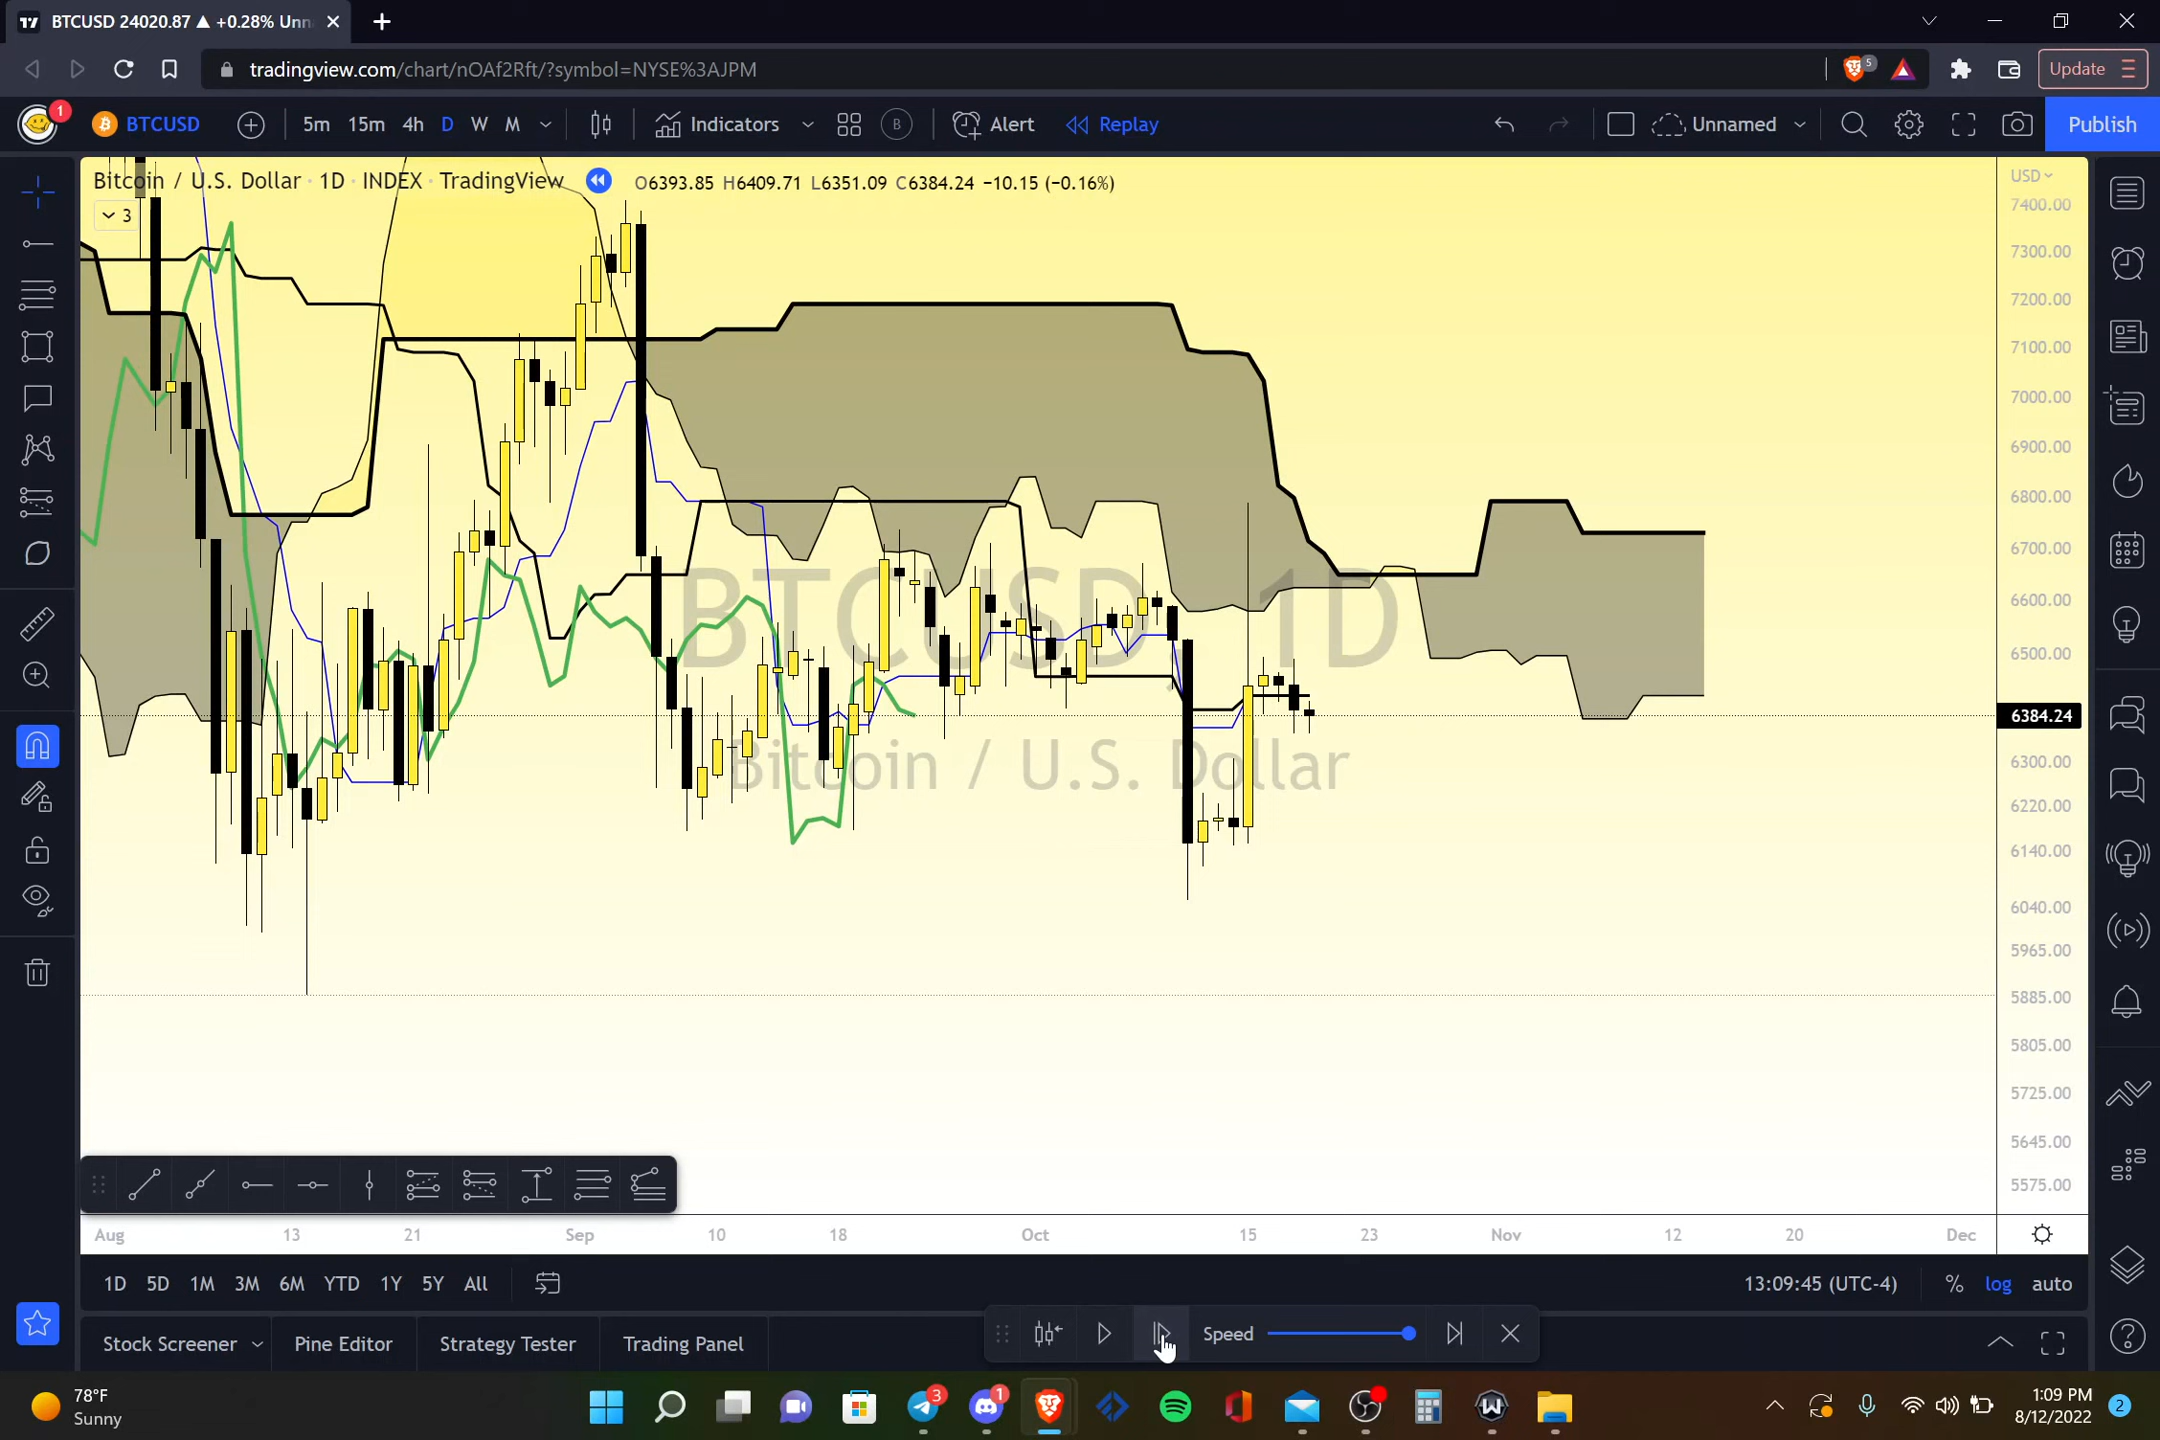 BTCUSD 24020.87 ▲ +0.28% Unn
tradingview.com/chart/nOAf2Rft/?symbol=NYSE%3AJPM
5
Update
1
BTCUSD
5m 15m 4h D W M
Indicators
B
Alert
Replay
Unnamed
Publish
Bitcoin / U.S. Dollar · 1D · INDEX · TradingView
O6393.85 H6409.71 L6351.09 C6384.24 −10.15 (−0.16%)
3
USD
7400.00
7300.00
7200.00
7100.00
7000.00
6900.00
6800.00
6700.00
6600.00
6500.00
6384.24
6300.00
6220.00
6140.00
6040.00
5965.00
5885.00
5805.00
5725.00
5645.00
5575.00
BTCUSD 1D
Bitcoin / U.S. Dollar
Aug 13 21 Sep 10 18 Oct 15 23 Nov 12 20 Dec
1D 5D 1M 3M 6M YTD 1Y 5Y All
13:09:45 (UTC-4)
% log auto
Stock Screener
Pine Editor
Strategy Tester
Trading Panel
Speed
78°F
Sunny
3
1
1:09 PM
8/12/2022
2